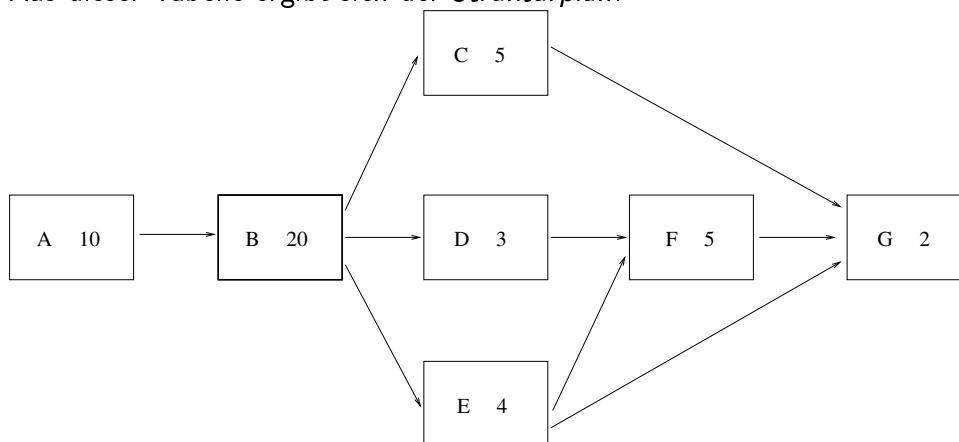 Aus dieser Tabelle ergibt sich der Strukturplan:
C 5
A 10
B 20
D 3
F 5
G 2
E 4